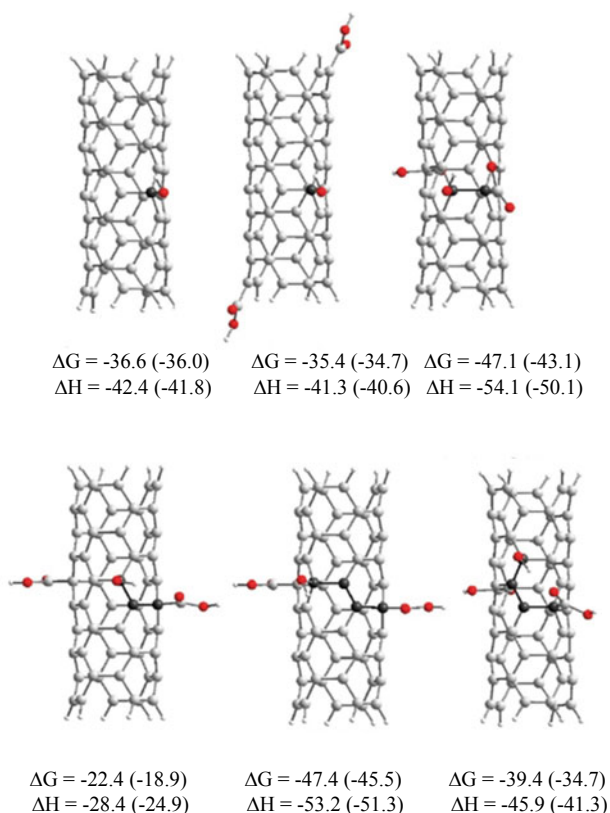 ΔG = -36.6 (-36.0) ΔG = -35.4 (-34.7) ΔG = -47.1 (-43.1)
ΔH = -42.4 (-41.8) ΔH = -41.3 (-40.6) ΔH = -54.1 (-50.1)
ΔG = -22.4 (-18.9) ΔG = -47.4 (-45.5) ΔG = -39.4 (-34.7)
ΔH = -28.4 (-24.9) ΔH = -53.2 (-51.3) ΔH = -45.9 (-41.3)